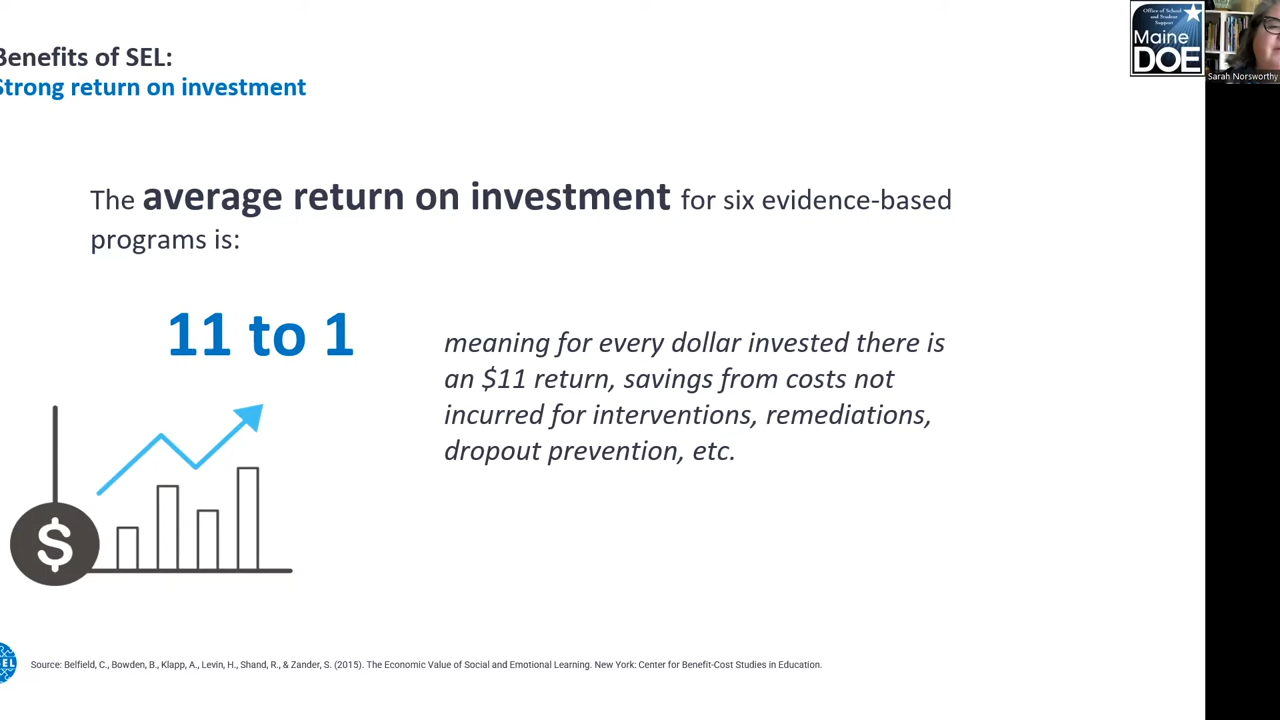 Benefits of SEL:
Strong return on investment
Office of School
and Student
Support
Maine
DOE
Sarah Norsworthy
The average return on investment for six evidence-based
programs is:
11 to 1
meaning for every dollar invested there is
an $11 return, savings from costs not
incurred for interventions, remediations,
dropout prevention, etc.
$
SEL
Source: Belfield, C., Bowden, B., Klapp, A., Levin, H., Shand, R., & Zander, S. (2015). The Economic Value of Social and Emotional Learning. New York: Center for Benefit-Cost Studies in Education.